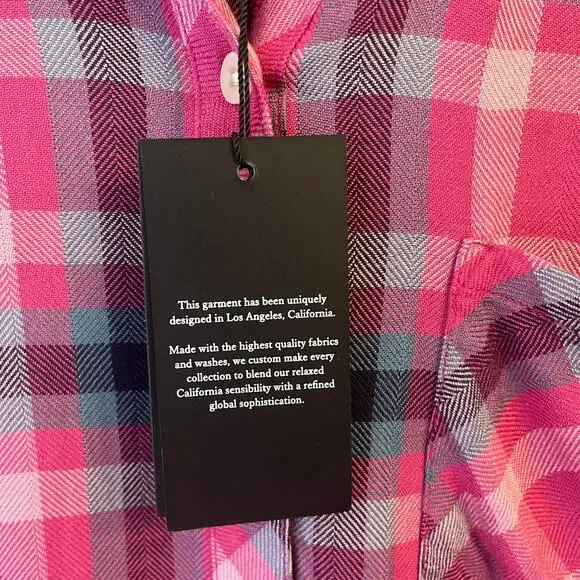 This garment has been uniquely
designed in Los Angeles, California.
Made with the highest quality fabrics
and washes, we custom make every
collection to blend our relaxed
California sensibility with a refined
global sophistication.